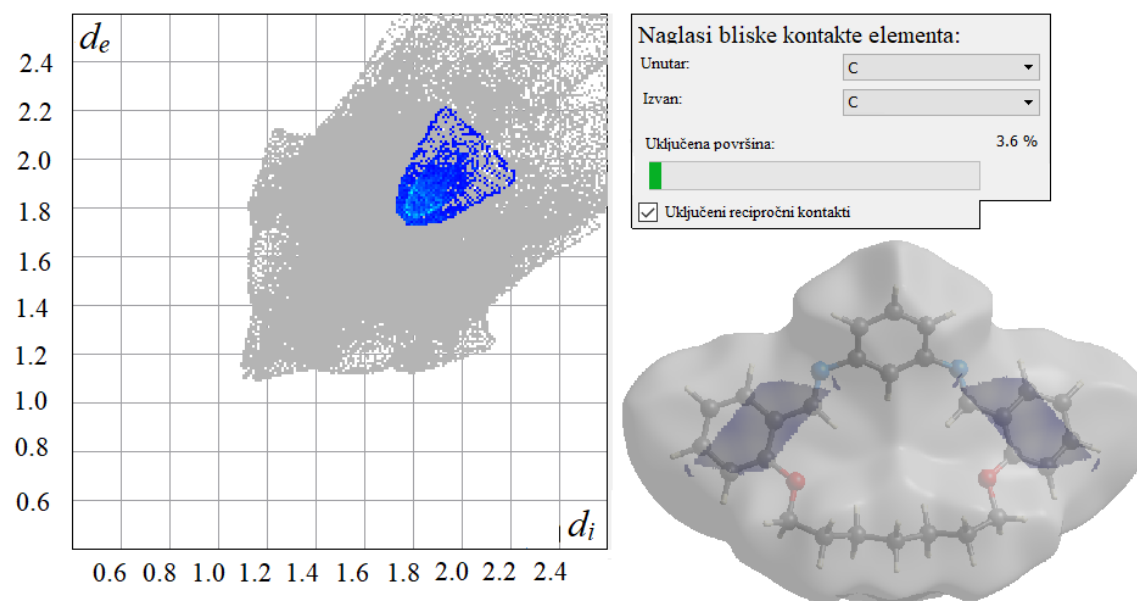 d_e
2.4
2.2
2.0
1.8
1.6
1.4
1.2
1.0
0.8
0.6
d_i
0.6 0.8 1.0 1.2 1.4 1.6 1.8 2.0 2.2 2.4
Naglasi bliske kontakte elementa:
Unutar: C
Izvan: C
Uključena površina: 3.6 %
Uključeni recipročni kontakti